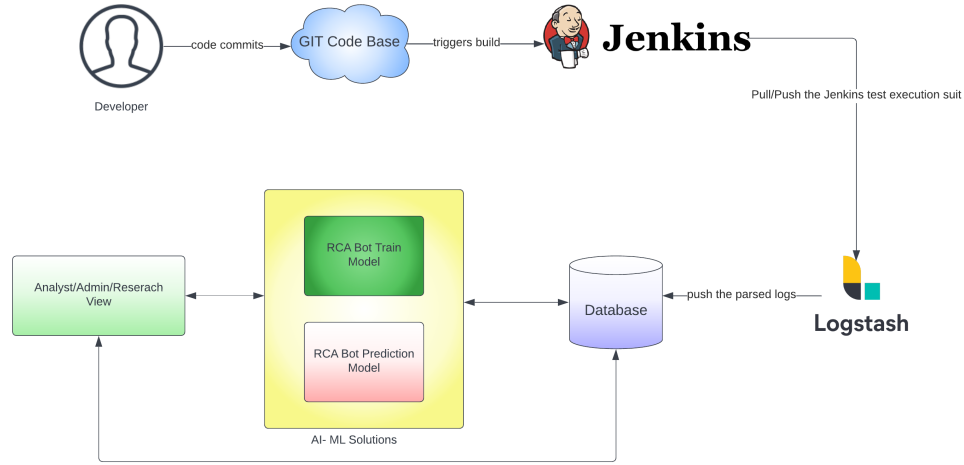 code commits
GIT Code Base
triggers build
Jenkins
Developer
Pull/Push the Jenkins test execution suit
RCA Bot Train
Model
Analyst/Admin/Reserach
View
Database
push the parsed logs
Logstash
RCA Bot Prediction
Model
AI- ML Solutions